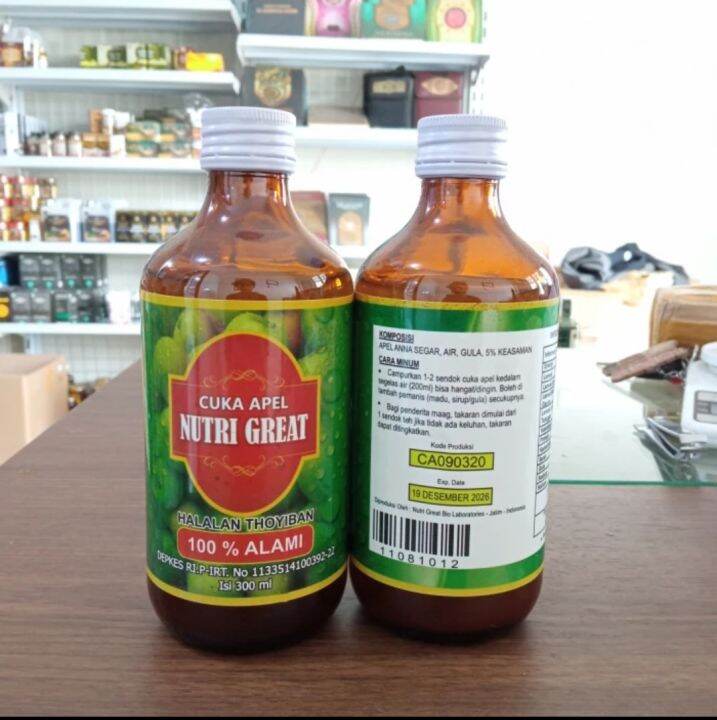 CUKA APEL
NUTRI GREAT
HALALAN THOYIBAN
100 % ALAMI
DEPKES RI.P-IRT. No 1133514100392-22
Isi 300 ml
KOMPOSISI
APEL ANNA SEGAR, AIR, GULA, 5% KEASAMAN
CARA MINUM
• Campurkan 1-2 sendok cuka apel kedalam
segelas air (200ml) bisa hangat/dingin. Boleh di
tambah pemanis (madu, sirup/gula) secukupnya.
• Bagi penderita maag, takaran dimulai dari
1 sendok teh jika tidak ada keluhan, takaran
dapat ditingkatkan.
Kode Produksi
CA090320
Exp. Date
19 DESEMBER 2026
Diproduksi Oleh : Nutri Great Bio Laboratories - Jatim - Indonesia
11081012